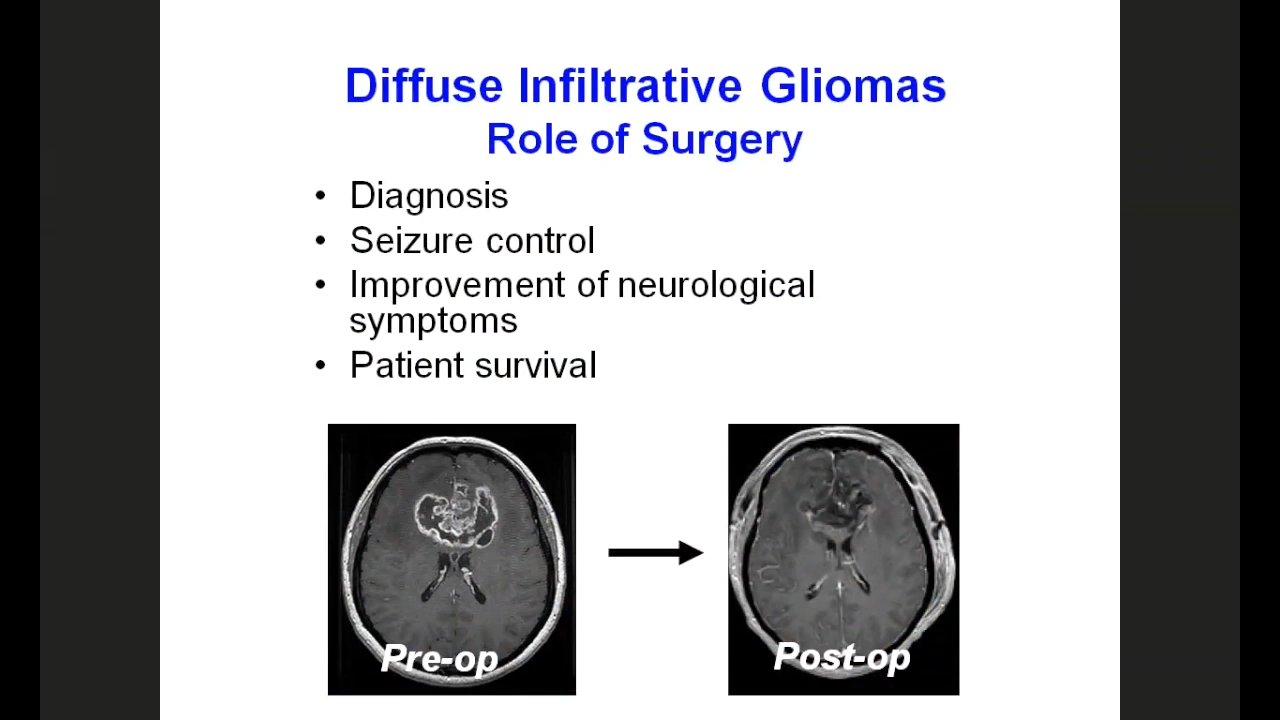 Diffuse Infiltrative Gliomas
Role of Surgery
• Diagnosis
• Seizure control
• Improvement of neurological
symptoms
• Patient survival
Pre-op
Post-op